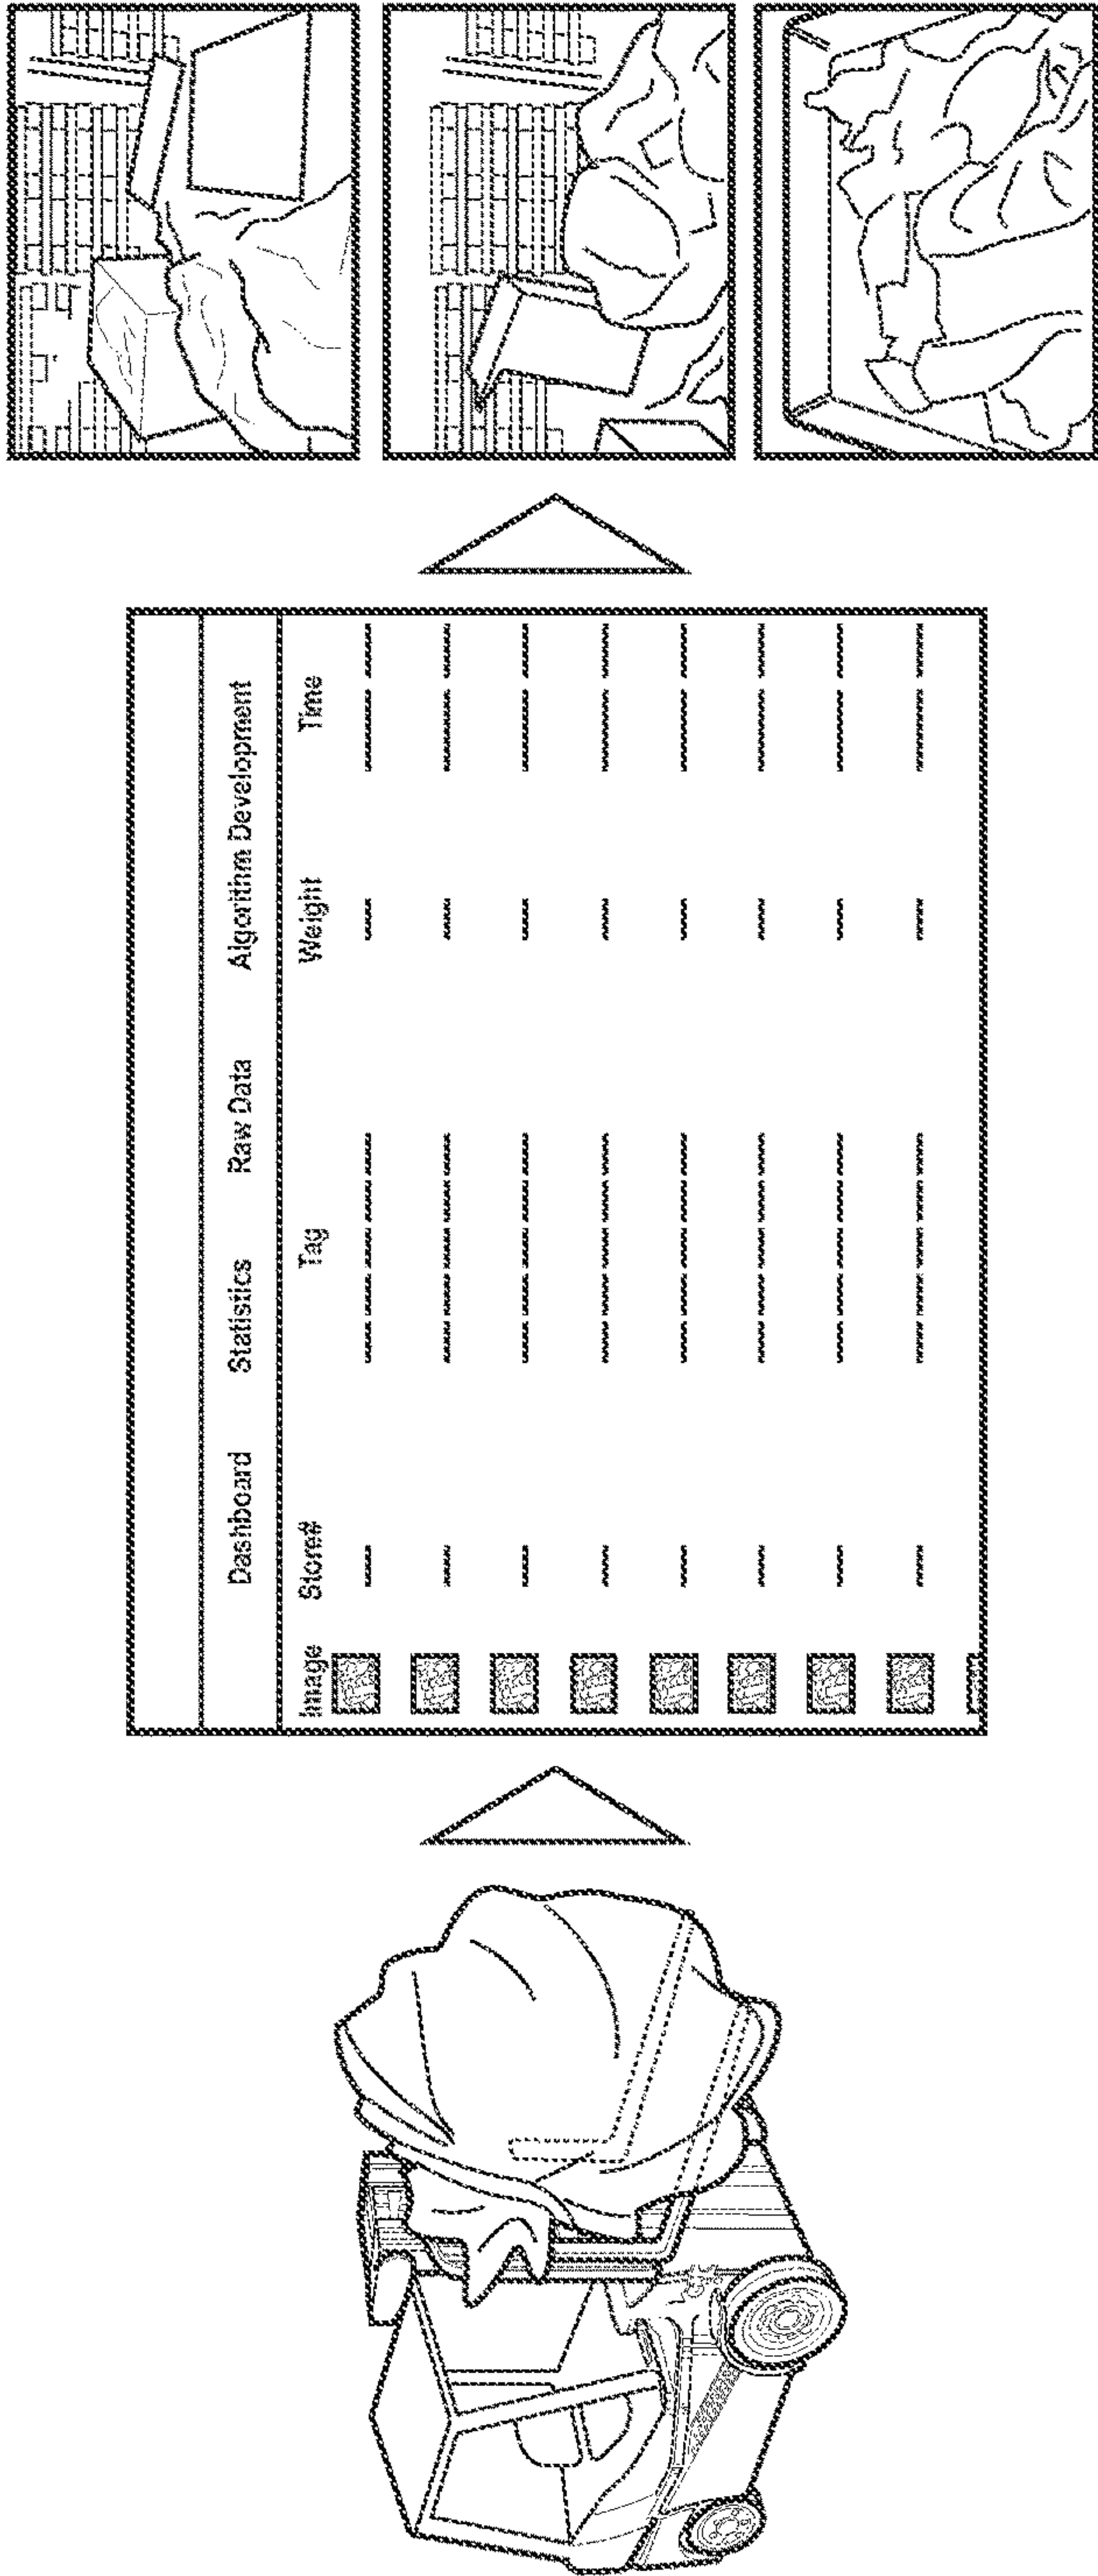 Dashboard Statistics Raw Data Algorithm Development
Image Store# Tag Weight Time